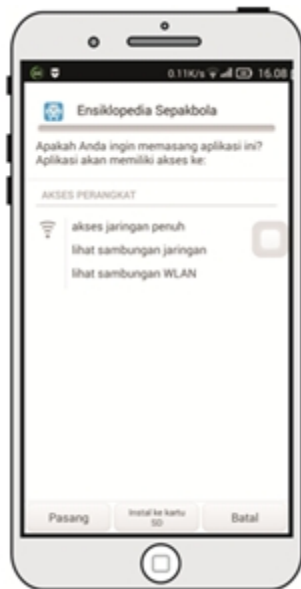 0.11K/s 16.08
Ensiklopedia Sepakbola
Apakah Anda ingin memasang aplikasi ini?
Aplikasi akan memiliki akses ke:
AKSES PERANGKAT
akses jaringan penuh
lihat sambungan jaringan
lihat sambungan WLAN
Pasang
Instal ke kartu
SD
Batal